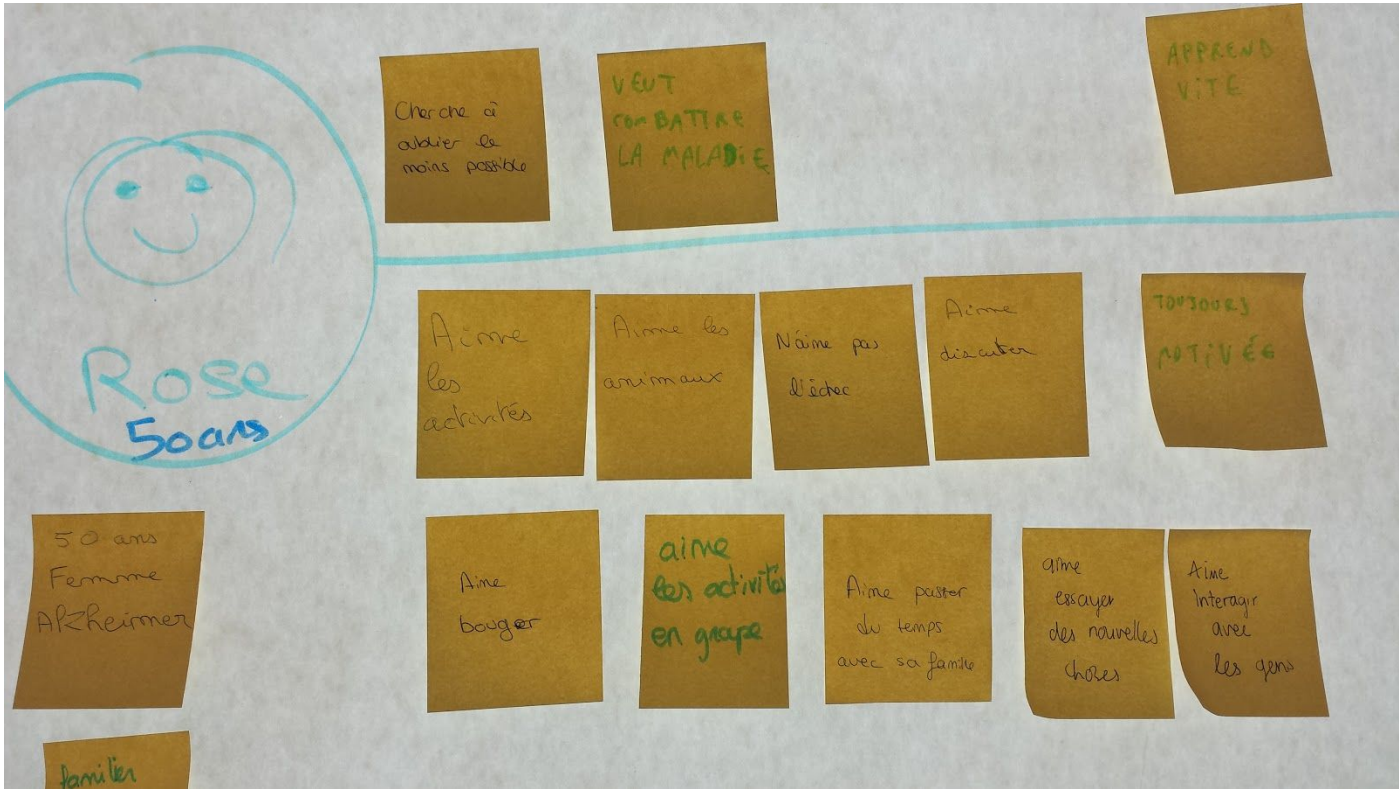 Rose
50 ans
50 ans
Femme
Alzheimer
familier
Cherche à
oublier le
moins possible
VEUT
COMBATTRE
LA MALADIE
APPREND
ViTE
Aime
les
activités
Aime les
animaux
N'aime pas
l'échec
Aime
discuter
TOUJOURS
MOTIVÉE
Aime
bouger
aime
les activités
en groupe
Aime passer
du temps
avec sa famille
aime
essayer
des nouvelles
choses
Aime
interagir
avec
les gens